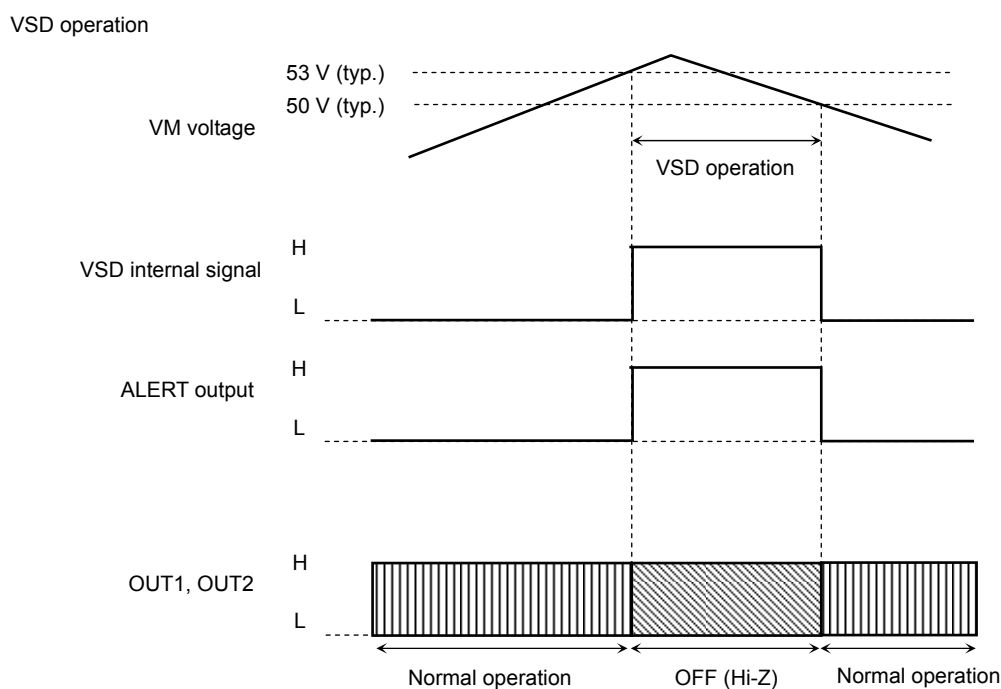 VSD operation
53 V (typ.)
50 V (typ.)
VM voltage
VSD operation
H
VSD internal signal
L
H
ALERT output
L
H
OUT1, OUT2
L
Normal operation
OFF (Hi-Z)
Normal operation